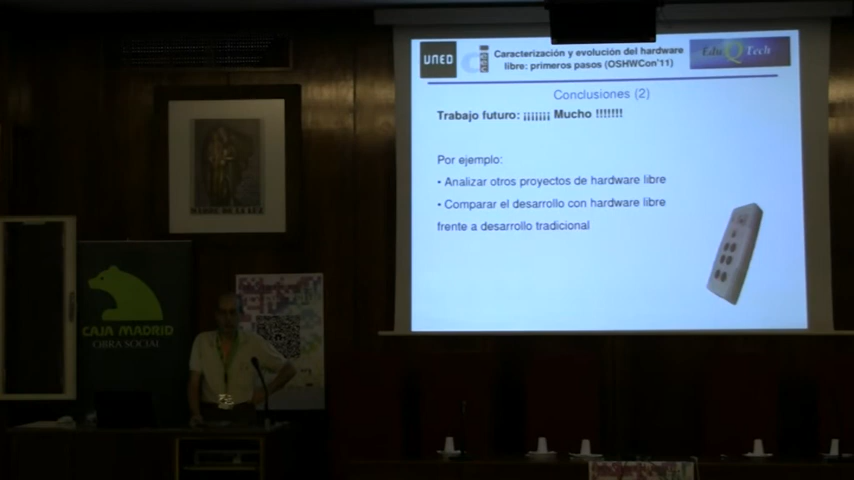 UNED
Caracterización y evolución del hardware
libre: primeros pasos (OSHWCon'11)
EduQTech
Conclusiones (2)
Trabajo futuro: ¡¡¡¡¡¡¡ Mucho !!!!!!!
Por ejemplo:
• Analizar otros proyectos de hardware libre
• Comparar el desarrollo con hardware libre
frente a desarrollo tradicional
CAJA MADRID
OBRA SOCIAL